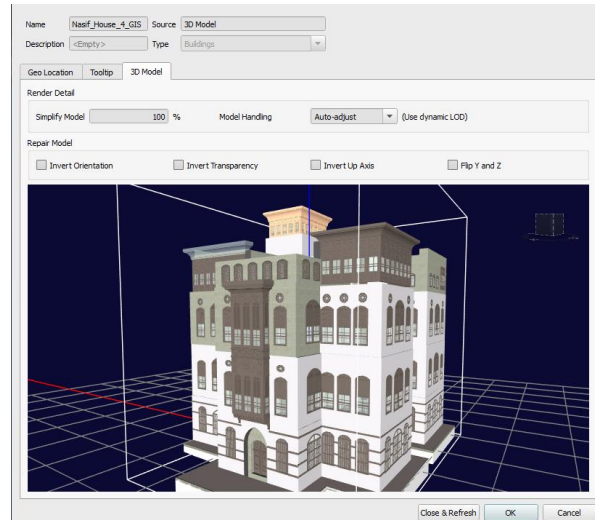 Name Nasif_House_4_GIS Source 3D Model
Description <Empty> Type Buildings
Geo Location Tooltip 3D Model
Render Detail
Simplify Model 100 % Model Handling Auto-adjust (Use dynamic LOD)
Repair Model
Invert Orientation Invert Transparency Invert Up Axis Flip Y and Z
Close & Refresh OK Cancel